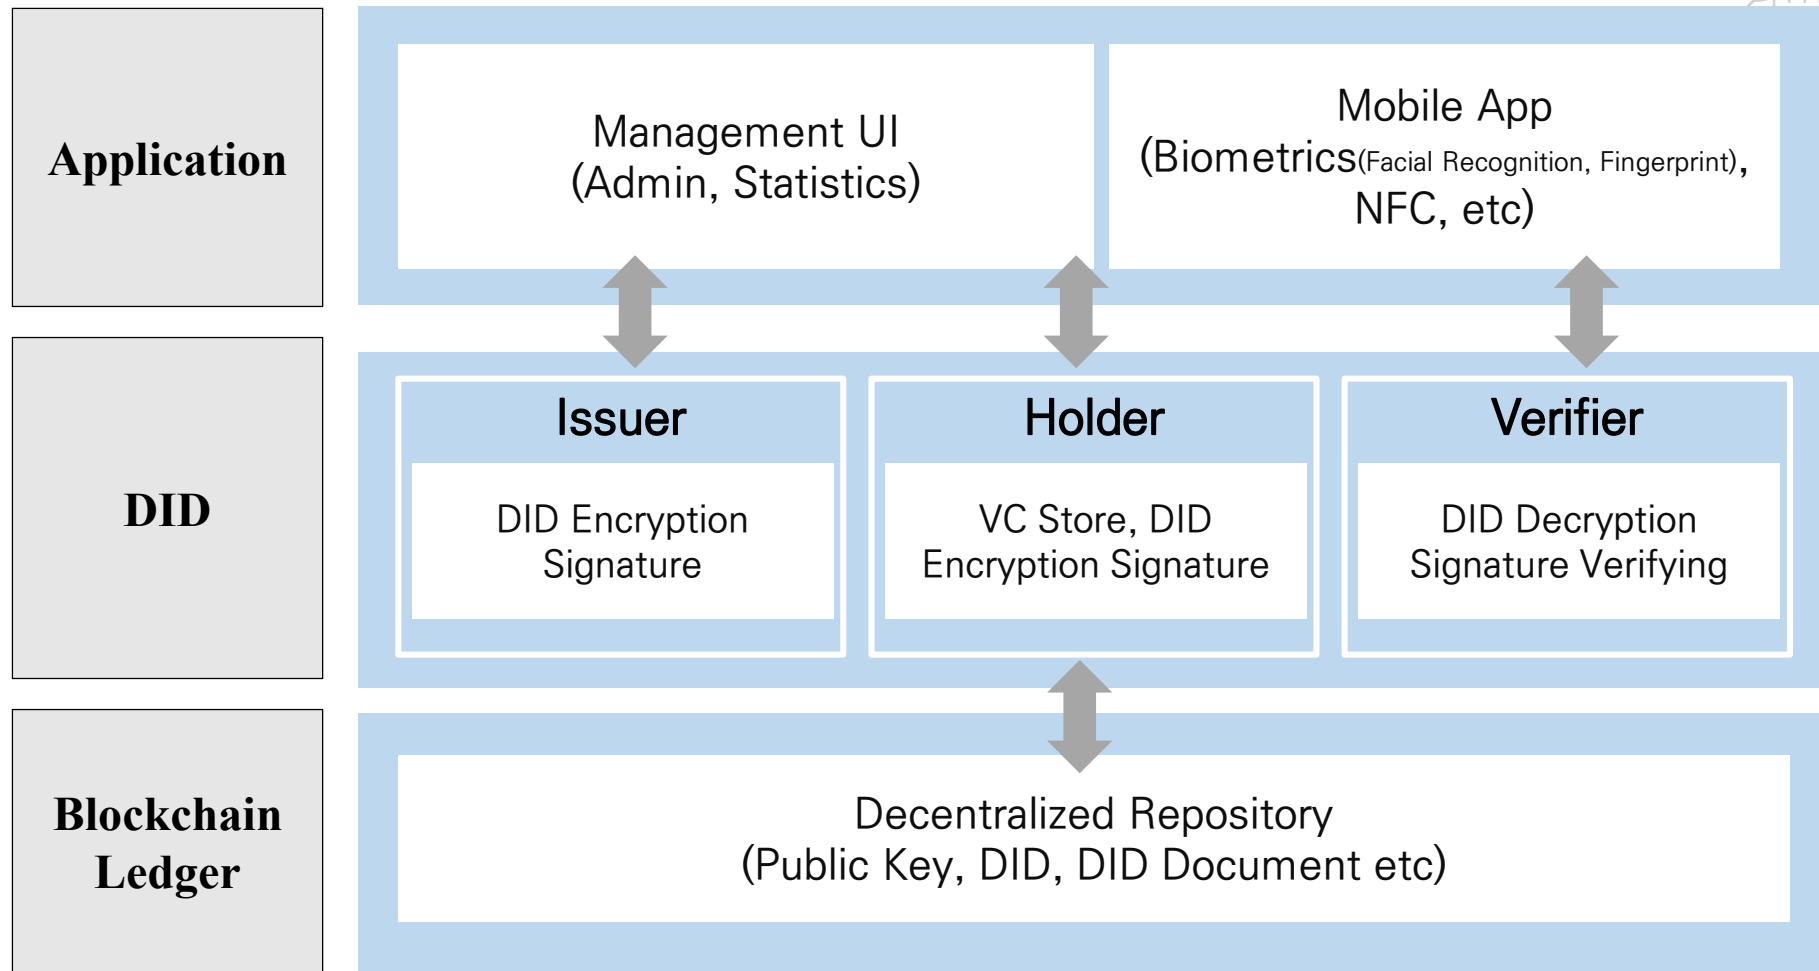 Application
Management UI
(Admin, Statistics)
Mobile App
(Biometrics(Facial Recognition, Fingerprint),
NFC, etc)
DID
Issuer
DID Encryption
Signature
Holder
VC Store, DID
Encryption Signature
Verifier
DID Decryption
Signature Verifying
Blockchain
Ledger
Decentralized Repository
(Public Key, DID, DID Document etc)